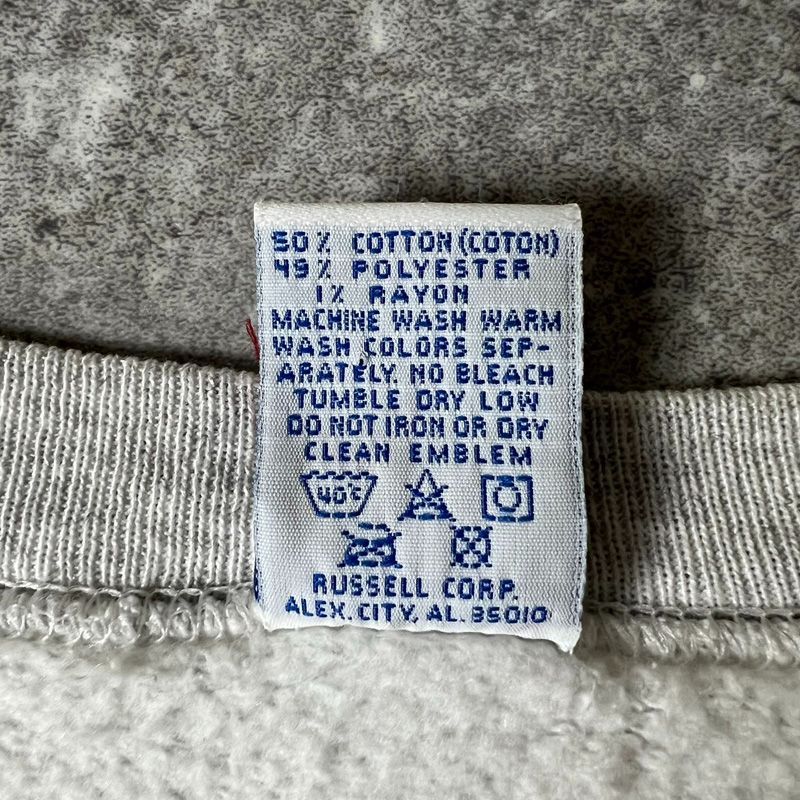 50% COTTON (COTON)
49% POLYESTER
1% RAYON
MACHINE WASH WARM
WASH COLORS SEP-
ARATELY. NO BLEACH
TUMBLE DRY LOW
DO NOT IRON OR DRY
CLEAN EMBLEM
40°C
RUSSELL CORP.
ALEX. CITY, AL. 35010